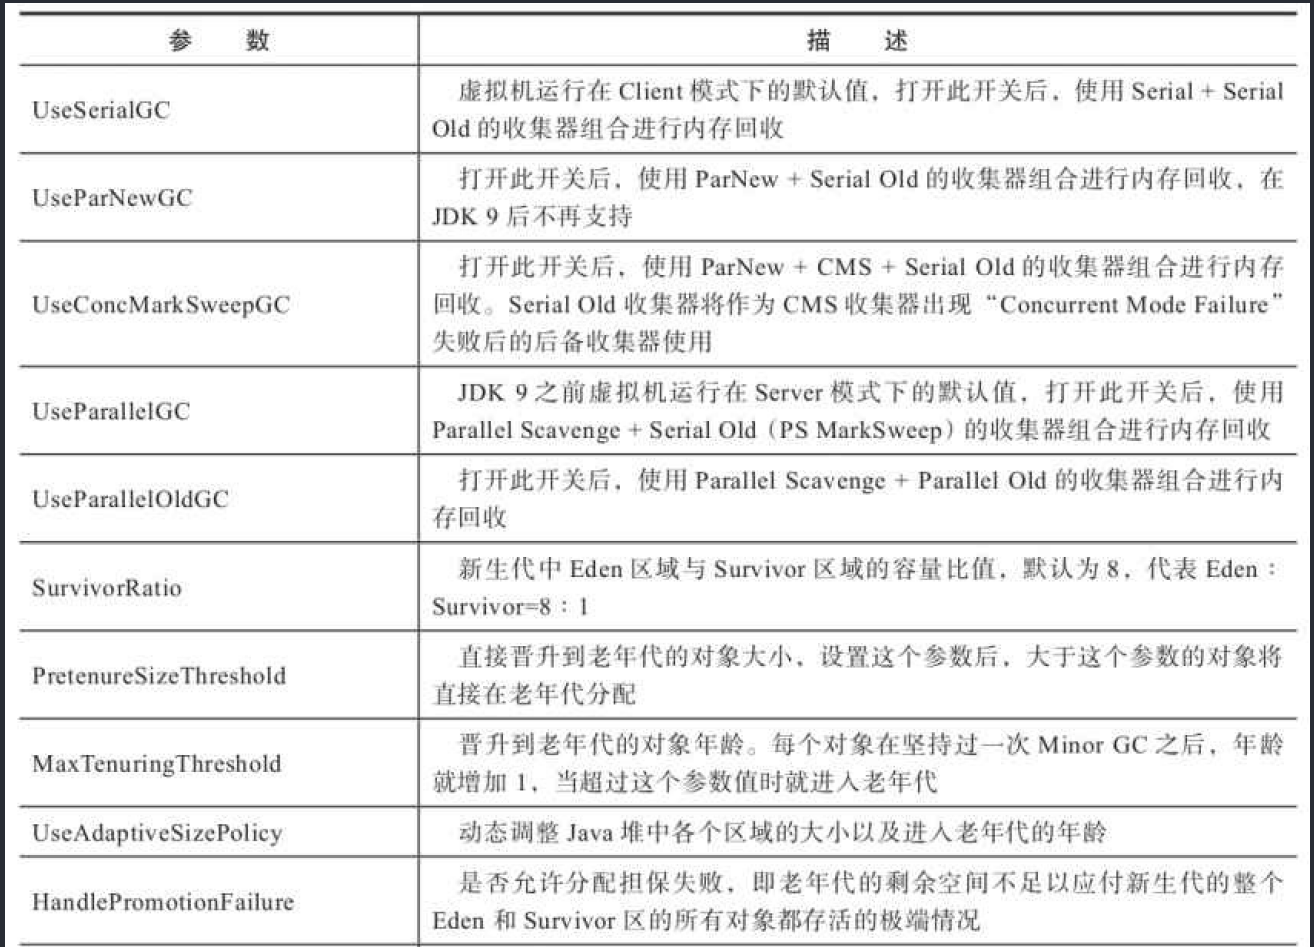 参 数
描 述
UseSerialGC
虚拟机运行在 Client 模式下的默认值，打开此开关后，使用 Serial + Serial
Old 的收集器组合进行内存回收
UseParNewGC
打开此开关后，使用 ParNew + Serial Old 的收集器组合进行内存回收，在
JDK 9 后不再支持
UseConcMarkSweepGC
打开此开关后，使用 ParNew + CMS + Serial Old 的收集器组合进行内存
回收。Serial Old 收集器将作为 CMS 收集器出现“Concurrent Mode Failure”
失败后的后备收集器使用
UseParallelGC
JDK 9 之前虚拟机运行在 Server 模式下的默认值，打开此开关后，使用
Parallel Scavenge + Serial Old（PS MarkSweep）的收集器组合进行内存回收
UseParallelOldGC
打开此开关后，使用 Parallel Scavenge + Parallel Old 的收集器组合进行内
存回收
SurvivorRatio
新生代中 Eden 区域与 Survivor 区域的容量比值，默认为 8，代表 Eden：
Survivor=8：1
PretenureSizeThreshold
直接晋升到老年代的对象大小，设置这个参数后，大于这个参数的对象将
直接在老年代分配
MaxTenuringThreshold
晋升到老年代的对象年龄。每个对象在坚持过一次 Minor GC 之后，年龄
就增加 1，当超过这个参数值时就进入老年代
UseAdaptiveSizePolicy
动态调整 Java 堆中各个区域的大小以及进入老年代的年龄
HandlePromotionFailure
是否允许分配担保失败，即老年代的剩余空间不足以应付新生代的整个
Eden 和 Survivor 区的所有对象都存活的极端情况